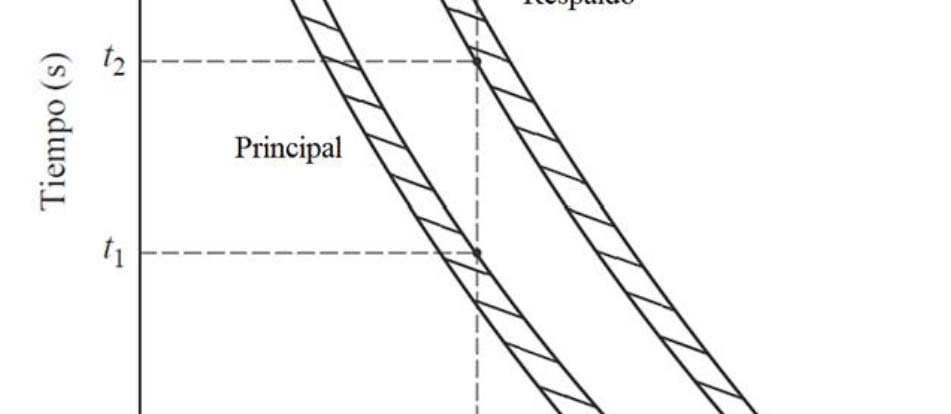 Respaldo
t₂
Tiempo (s)
Principal
t₁